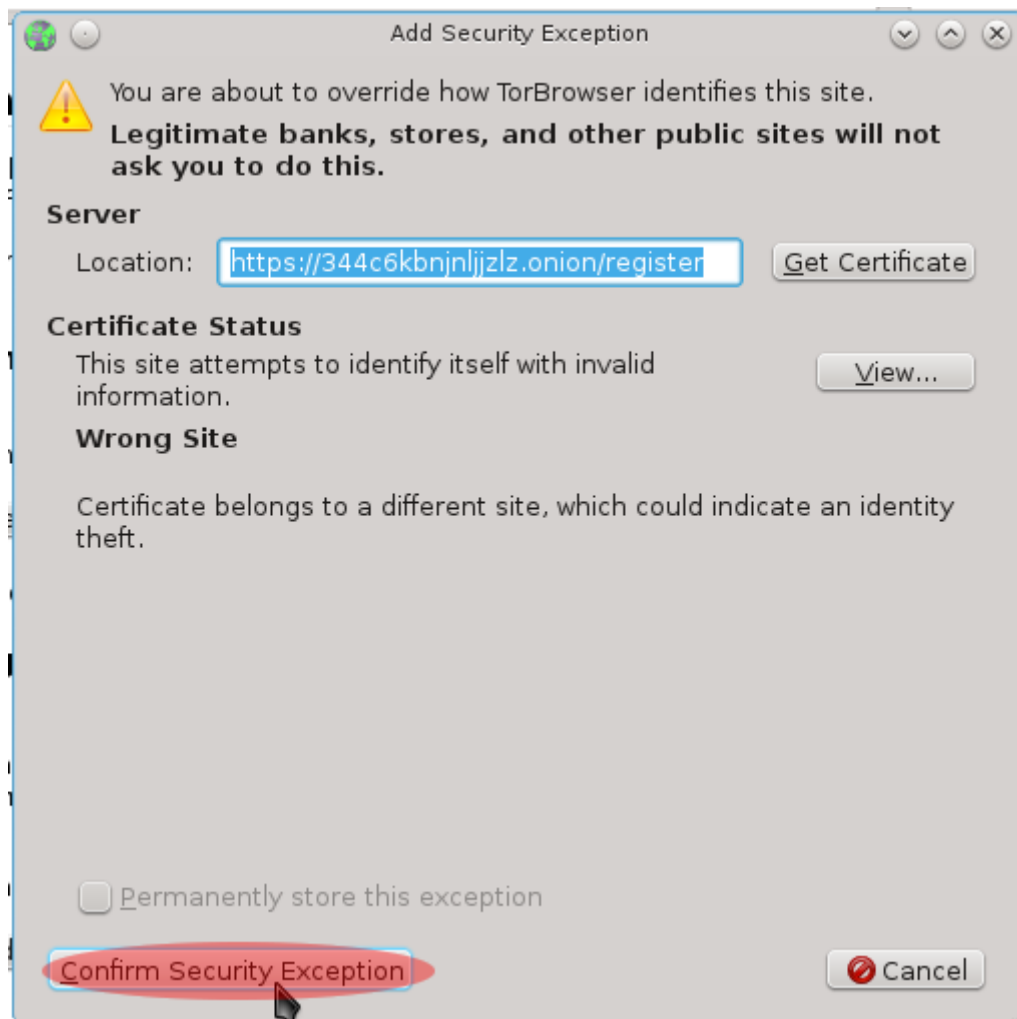 Add Security Exception
You are about to override how TorBrowser identifies this site.
Legitimate banks, stores, and other public sites will not
ask you to do this.
Server
Location: https://344c6kbnjnljjzlz.onion/register Get Certificate
Certificate Status
This site attempts to identify itself with invalid
information.
View...
Wrong Site
Certificate belongs to a different site, which could indicate an identity
theft.
Permanently store this exception
Confirm Security Exception Cancel